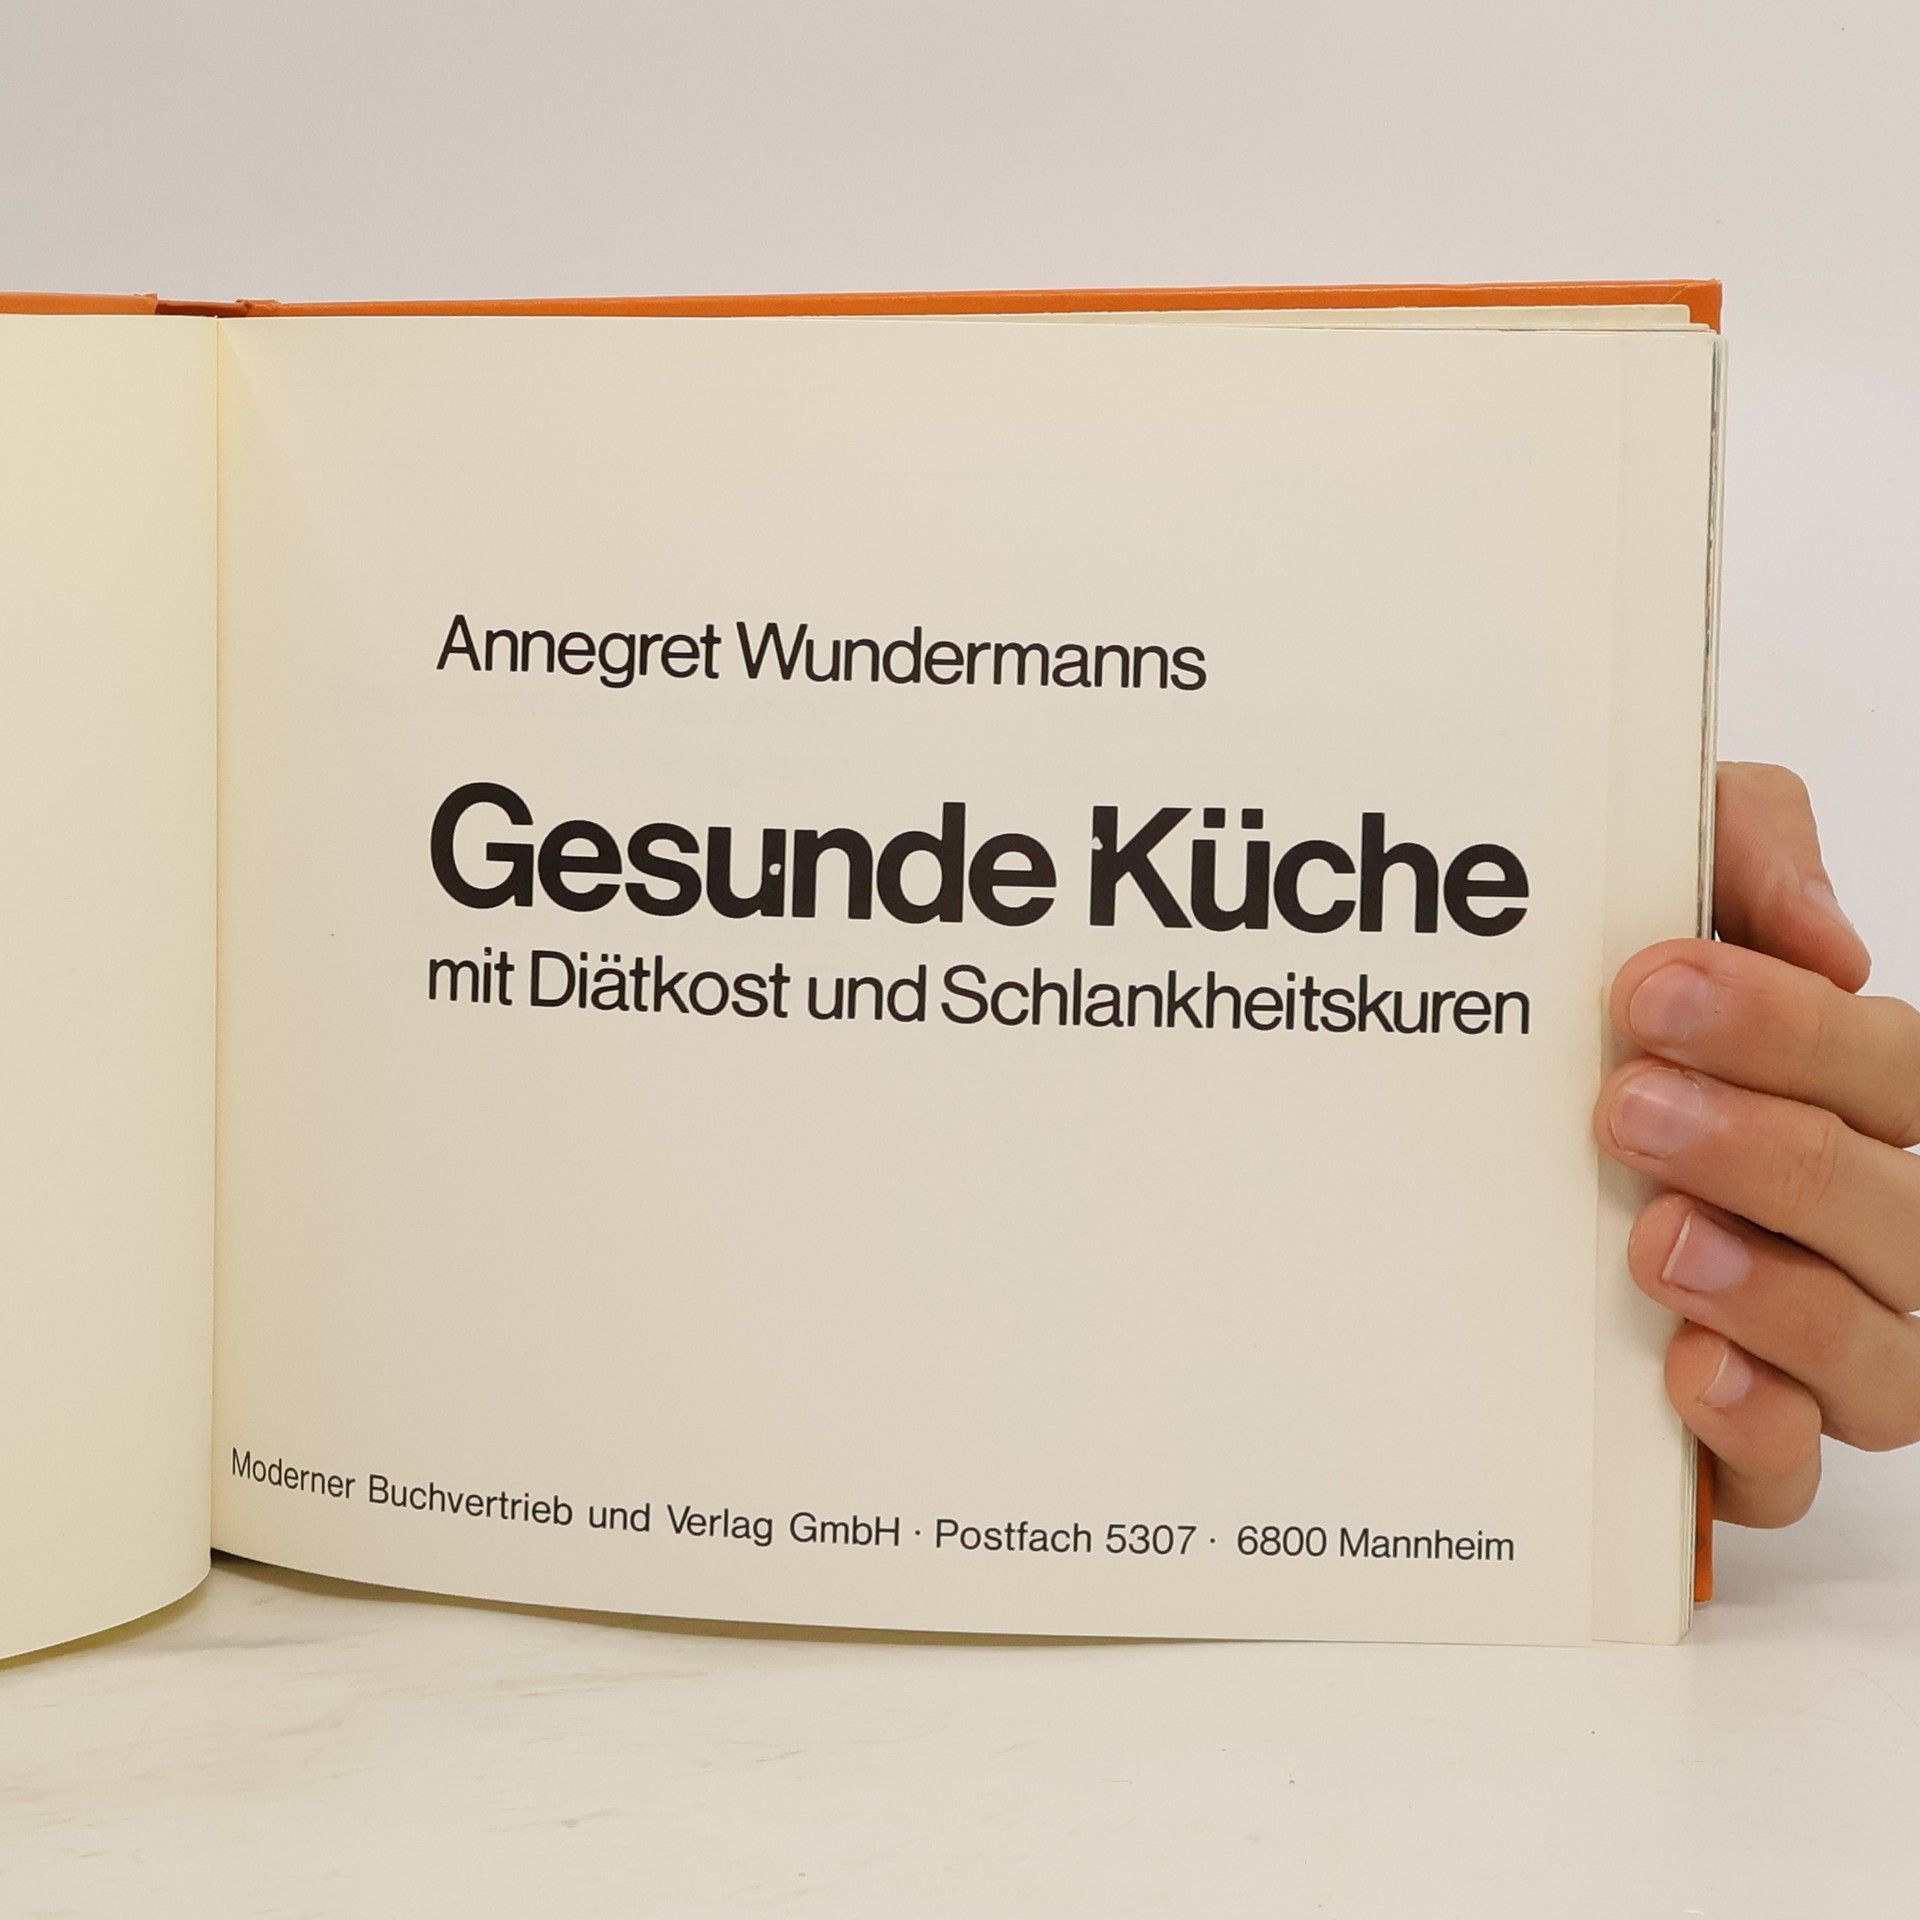 Annegret Wundermanns
Gesunde Küche
mit Diätkost und Schlankheitskuren
Moderner Buchvertrieb und Verlag GmbH · Postfach 5307 · 6800 Mannheim